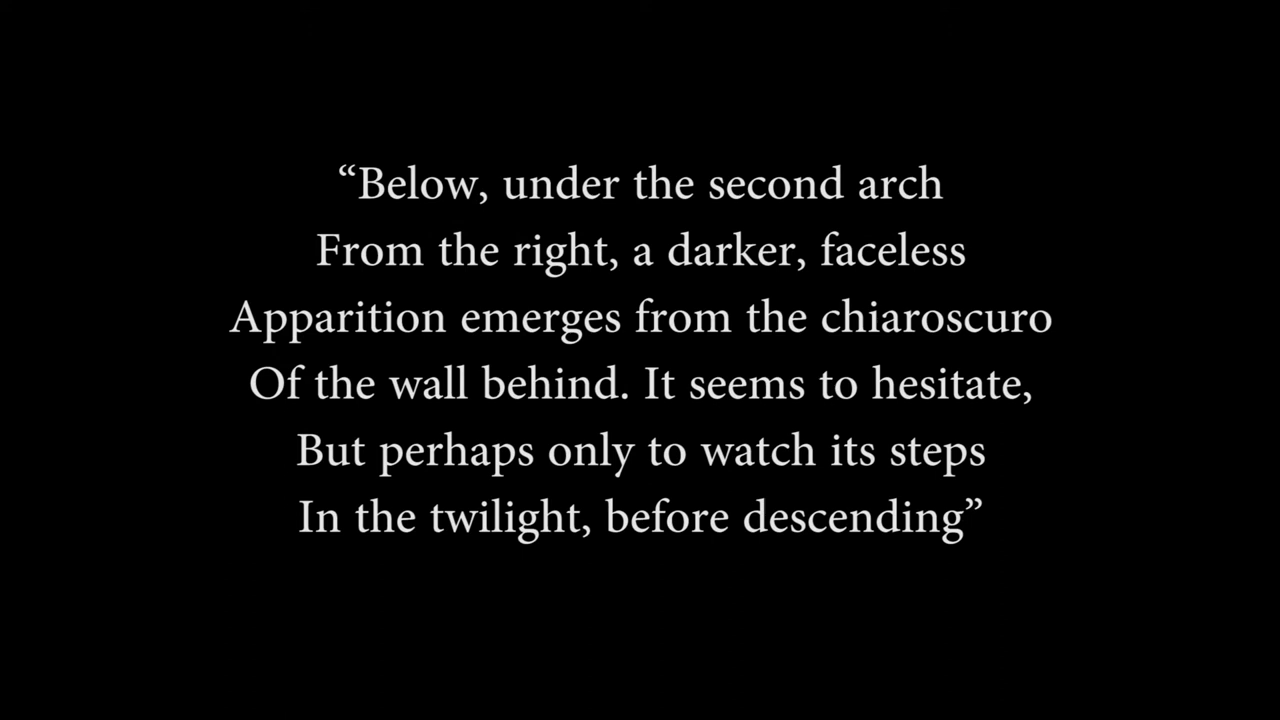 “Below, under the second arch
From the right, a darker, faceless
Apparition emerges from the chiaroscuro
Of the wall behind. It seems to hesitate,
But perhaps only to watch its steps
In the twilight, before descending”